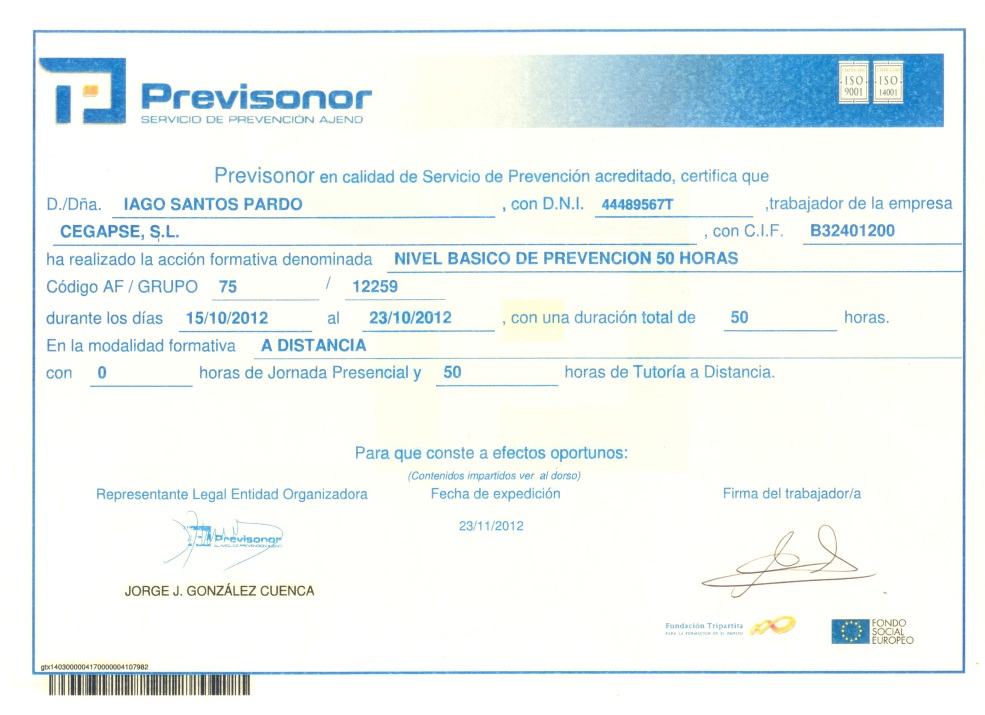 Previsonor
SERVICIO DE PREVENCIÓN AJENO
ISO 9001
ISO 14001
Previsonor en calidad de Servicio de Prevención acreditado, certifica que
D./Dña. IAGO SANTOS PARDO , con D.N.I. 44489567T ,trabajador de la empresa
CEGAPSE, S.L. , con C.I.F. B32401200
ha realizado la acción formativa denominada NIVEL BASICO DE PREVENCION 50 HORAS
Código AF / GRUPO 75 / 12259
durante los días 15/10/2012 al 23/10/2012 , con una duración total de 50 horas.
En la modalidad formativa A DISTANCIA
con 0 horas de Jornada Presencial y 50 horas de Tutoría a Distancia.
Para que conste a efectos oportunos:
(Contenidos impartidos ver al dorso)
Representante Legal Entidad Organizadora
Fecha de expedición
Firma del trabajador/a
23/11/2012
Previsonor
JORGE J. GONZÁLEZ CUENCA
Fundación Tripartita
PARA LA FORMACIÓN EN EL EMPLEO
FONDO
SOCIAL
EUROPEO
gtx1403000004170000004107982